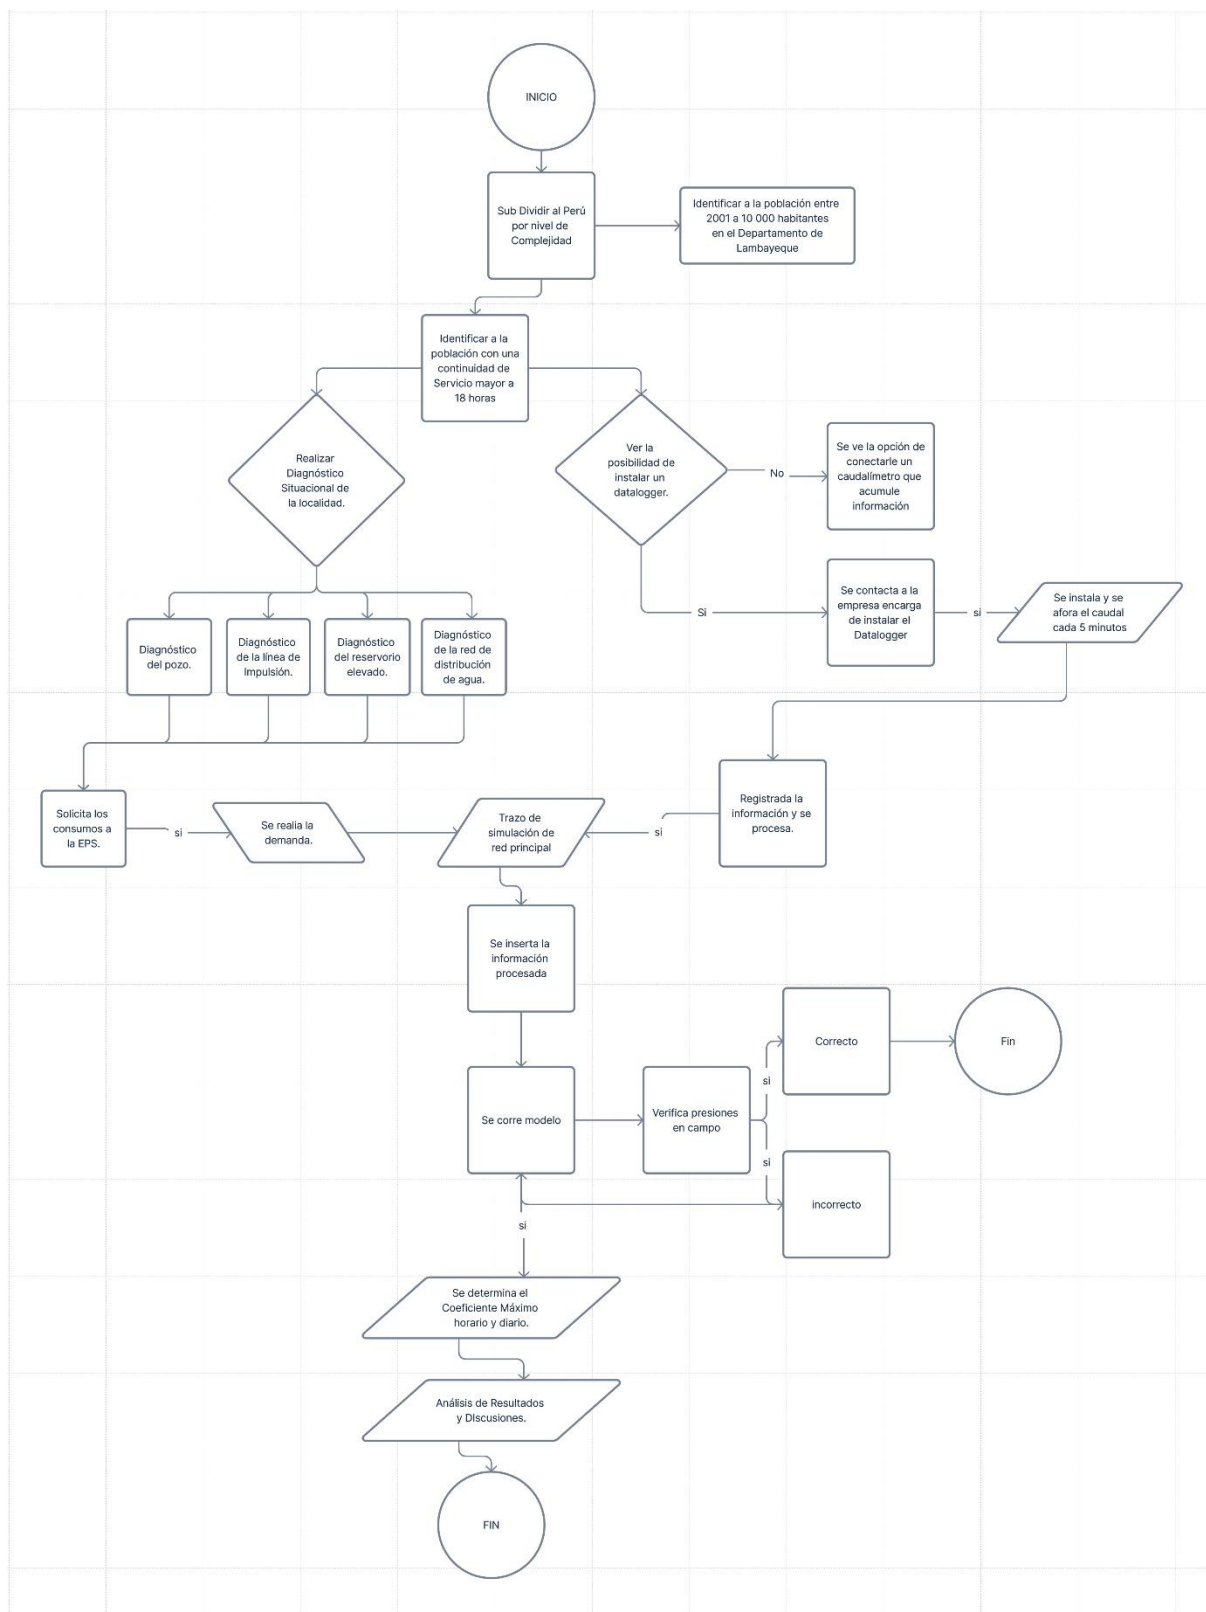 INICIO
Sub Dividir al Perú
por nivel de
Complejidad
Identificar a la población entre
2001 a 10 000 habitantes
en el Departamento de
Lambayeque
Identificar a la
población con una
continuidad de
Servicio mayor a
18 horas
Realizar
Diagnóstico
Situacional de
la localidad.
Ver la
posibilidad de
instalar un
datalogger.
No
Se ve la opción de
conectarle un
caudalímetro que
acumule
información
Si
Se contacta a la
empresa encarga
de instalar el
Datalogger
si
Se instala y se
afora el caudal
cada 5 minutos
Diagnóstico
del pozo.
Diagnóstico
de la línea de
Impulsión.
Diagnóstico
del reservorio
elevado.
Diagnóstico
de la red de
distribución
de agua.
Solicita los
consumos a
la EPS.
si
Se realia la
demanda.
Trazo de
simulación de
red principal
si
Registrada la
información y se
procesa.
Se inserta la
información
procesada
Se corre modelo
Verifica presiones
en campo
si
Correcto
Fin
si
incorrecto
si
Se determina el
Coeficiente Máximo
horario y diario.
Análisis de Resultados
y DIscusiones.
FIN